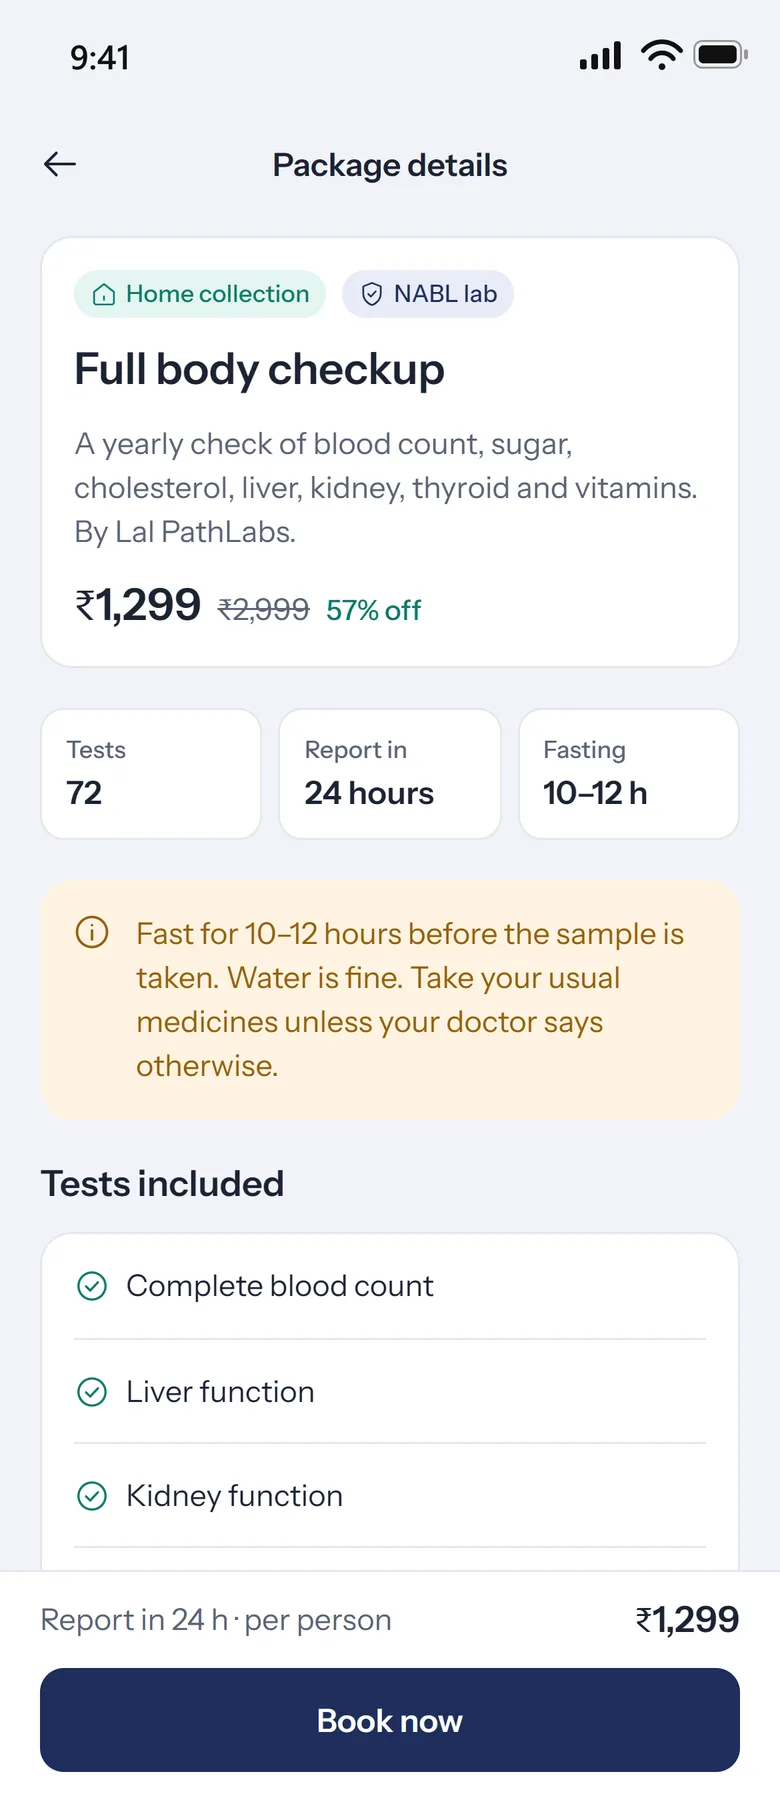 9:41
Package details
Home collection
NABL lab
Full body checkup
A yearly check of blood count, sugar,
cholesterol, liver, kidney, thyroid and vitamins.
By Lal PathLabs.
₹1,299 ₹2,999 57% off
Tests
72
Report in
24 hours
Fasting
10–12 h
Fast for 10–12 hours before the sample is
taken. Water is fine. Take your usual
medicines unless your doctor says
otherwise.
Tests included
Complete blood count
Liver function
Kidney function
Report in 24 h · per person
₹1,299
Book now